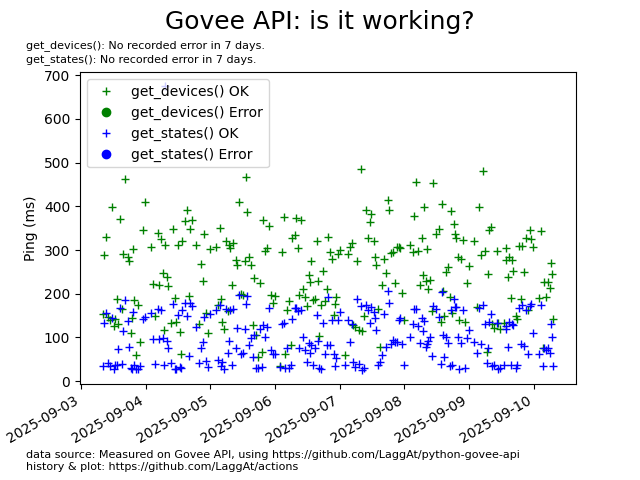 Govee API: is it working?
get_devices(): No recorded error in 7 days.
get_states(): No recorded error in 7 days.
700
600
500
400
300
200
100
0
Ping (ms)
get_devices() OK
get_devices() Error
get_states() OK
get_states() Error
2025-09-03
2025-09-04
2025-09-05
2025-09-06
2025-09-07
2025-09-08
2025-09-09
2025-09-10
data source: Measured on Govee API, using https://github.com/LaggAt/python-govee-api
history & plot: https://github.com/LaggAt/actions